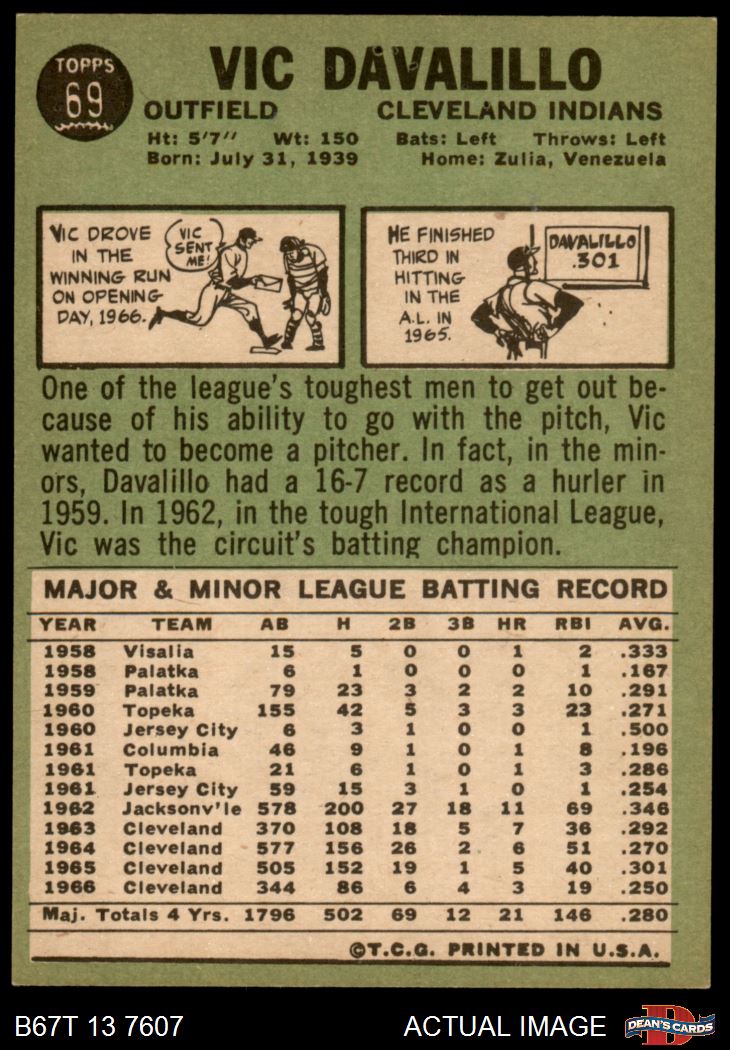 TOPPS
69
VIC DAVALILLO
OUTFIELD CLEVELAND INDIANS
Ht: 5'7" Wt: 150 Bats: Left Throws: Left
Born: July 31, 1939 Home: Zulia, Venezuela
VIC DROVE
IN THE
WINNING RUN
ON OPENING
DAY, 1966.
VIC
SENT
ME!
HE FINISHED
THIRD IN
HITTING
IN THE
A.L. IN
1965.
DAVALILLO
.301
One of the league's toughest men to get out be-
cause of his ability to go with the pitch, Vic
wanted to become a pitcher. In fact, in the min-
ors, Davalillo had a 16-7 record as a hurler in
1959. In 1962, in the tough International League,
Vic was the circuit's batting champion.
MAJOR & MINOR LEAGUE BATTING RECORD
YEAR TEAM AB H 2B 3B HR RBI AVG.
1958 Visalia 15 5 0 0 1 2 .333
1958 Palatka 6 1 0 0 0 1 .167
1959 Palatka 79 23 3 2 2 10 .291
1960 Topeka 155 42 5 3 3 23 .271
1960 Jersey City 6 3 1 0 0 1 .500
1961 Columbia 46 9 1 0 1 8 .196
1961 Topeka 21 6 1 0 1 3 .286
1961 Jersey City 59 15 3 1 0 1 .254
1962 Jacksonv'le 578 200 27 18 11 69 .346
1963 Cleveland 370 108 18 5 7 36 .292
1964 Cleveland 577 156 26 2 6 51 .270
1965 Cleveland 505 152 19 1 5 40 .301
1966 Cleveland 344 86 6 4 3 19 .250
Maj. Totals 4 Yrs. 1796 502 69 12 21 146 .280
©T.C.G. PRINTED IN U.S.A.
B67T 13 7607 ACTUAL IMAGE
D
DEAN'S CARDS